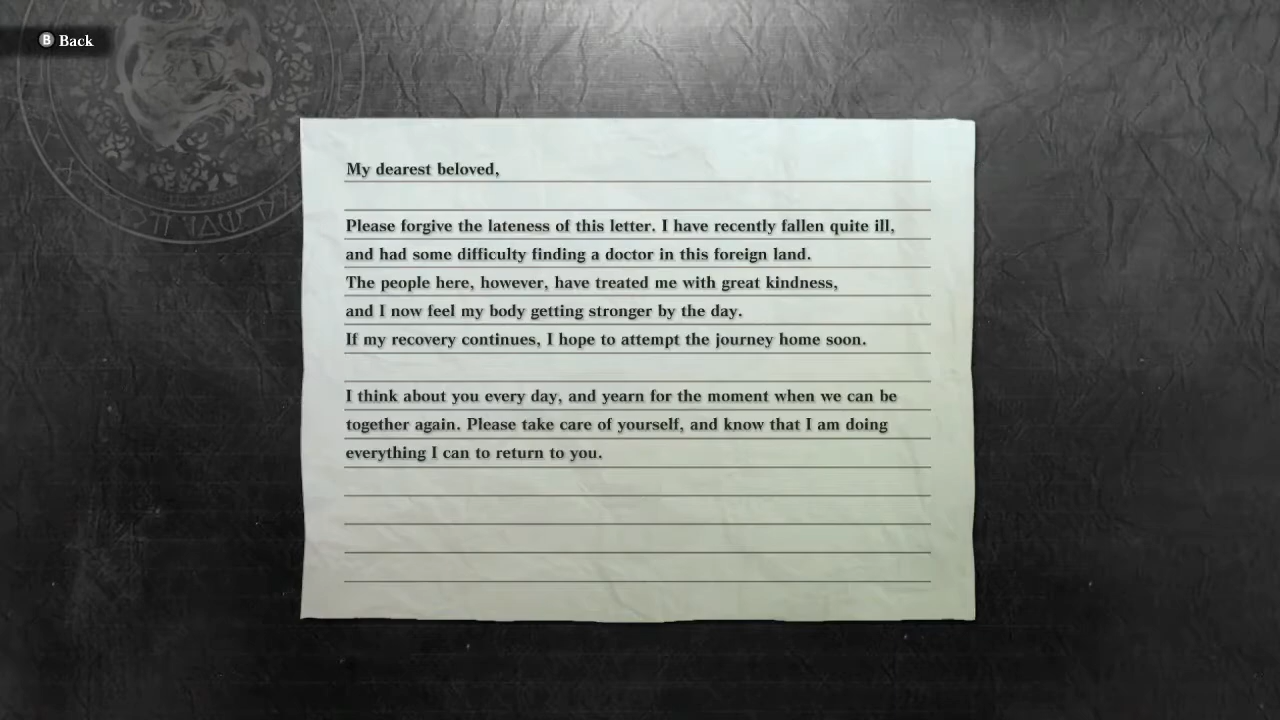 B Back
My dearest beloved,
Please forgive the lateness of this letter. I have recently fallen quite ill,
and had some difficulty finding a doctor in this foreign land.
The people here, however, have treated me with great kindness,
and I now feel my body getting stronger by the day.
If my recovery continues, I hope to attempt the journey home soon.
I think about you every day, and yearn for the moment when we can be
together again. Please take care of yourself, and know that I am doing
everything I can to return to you.